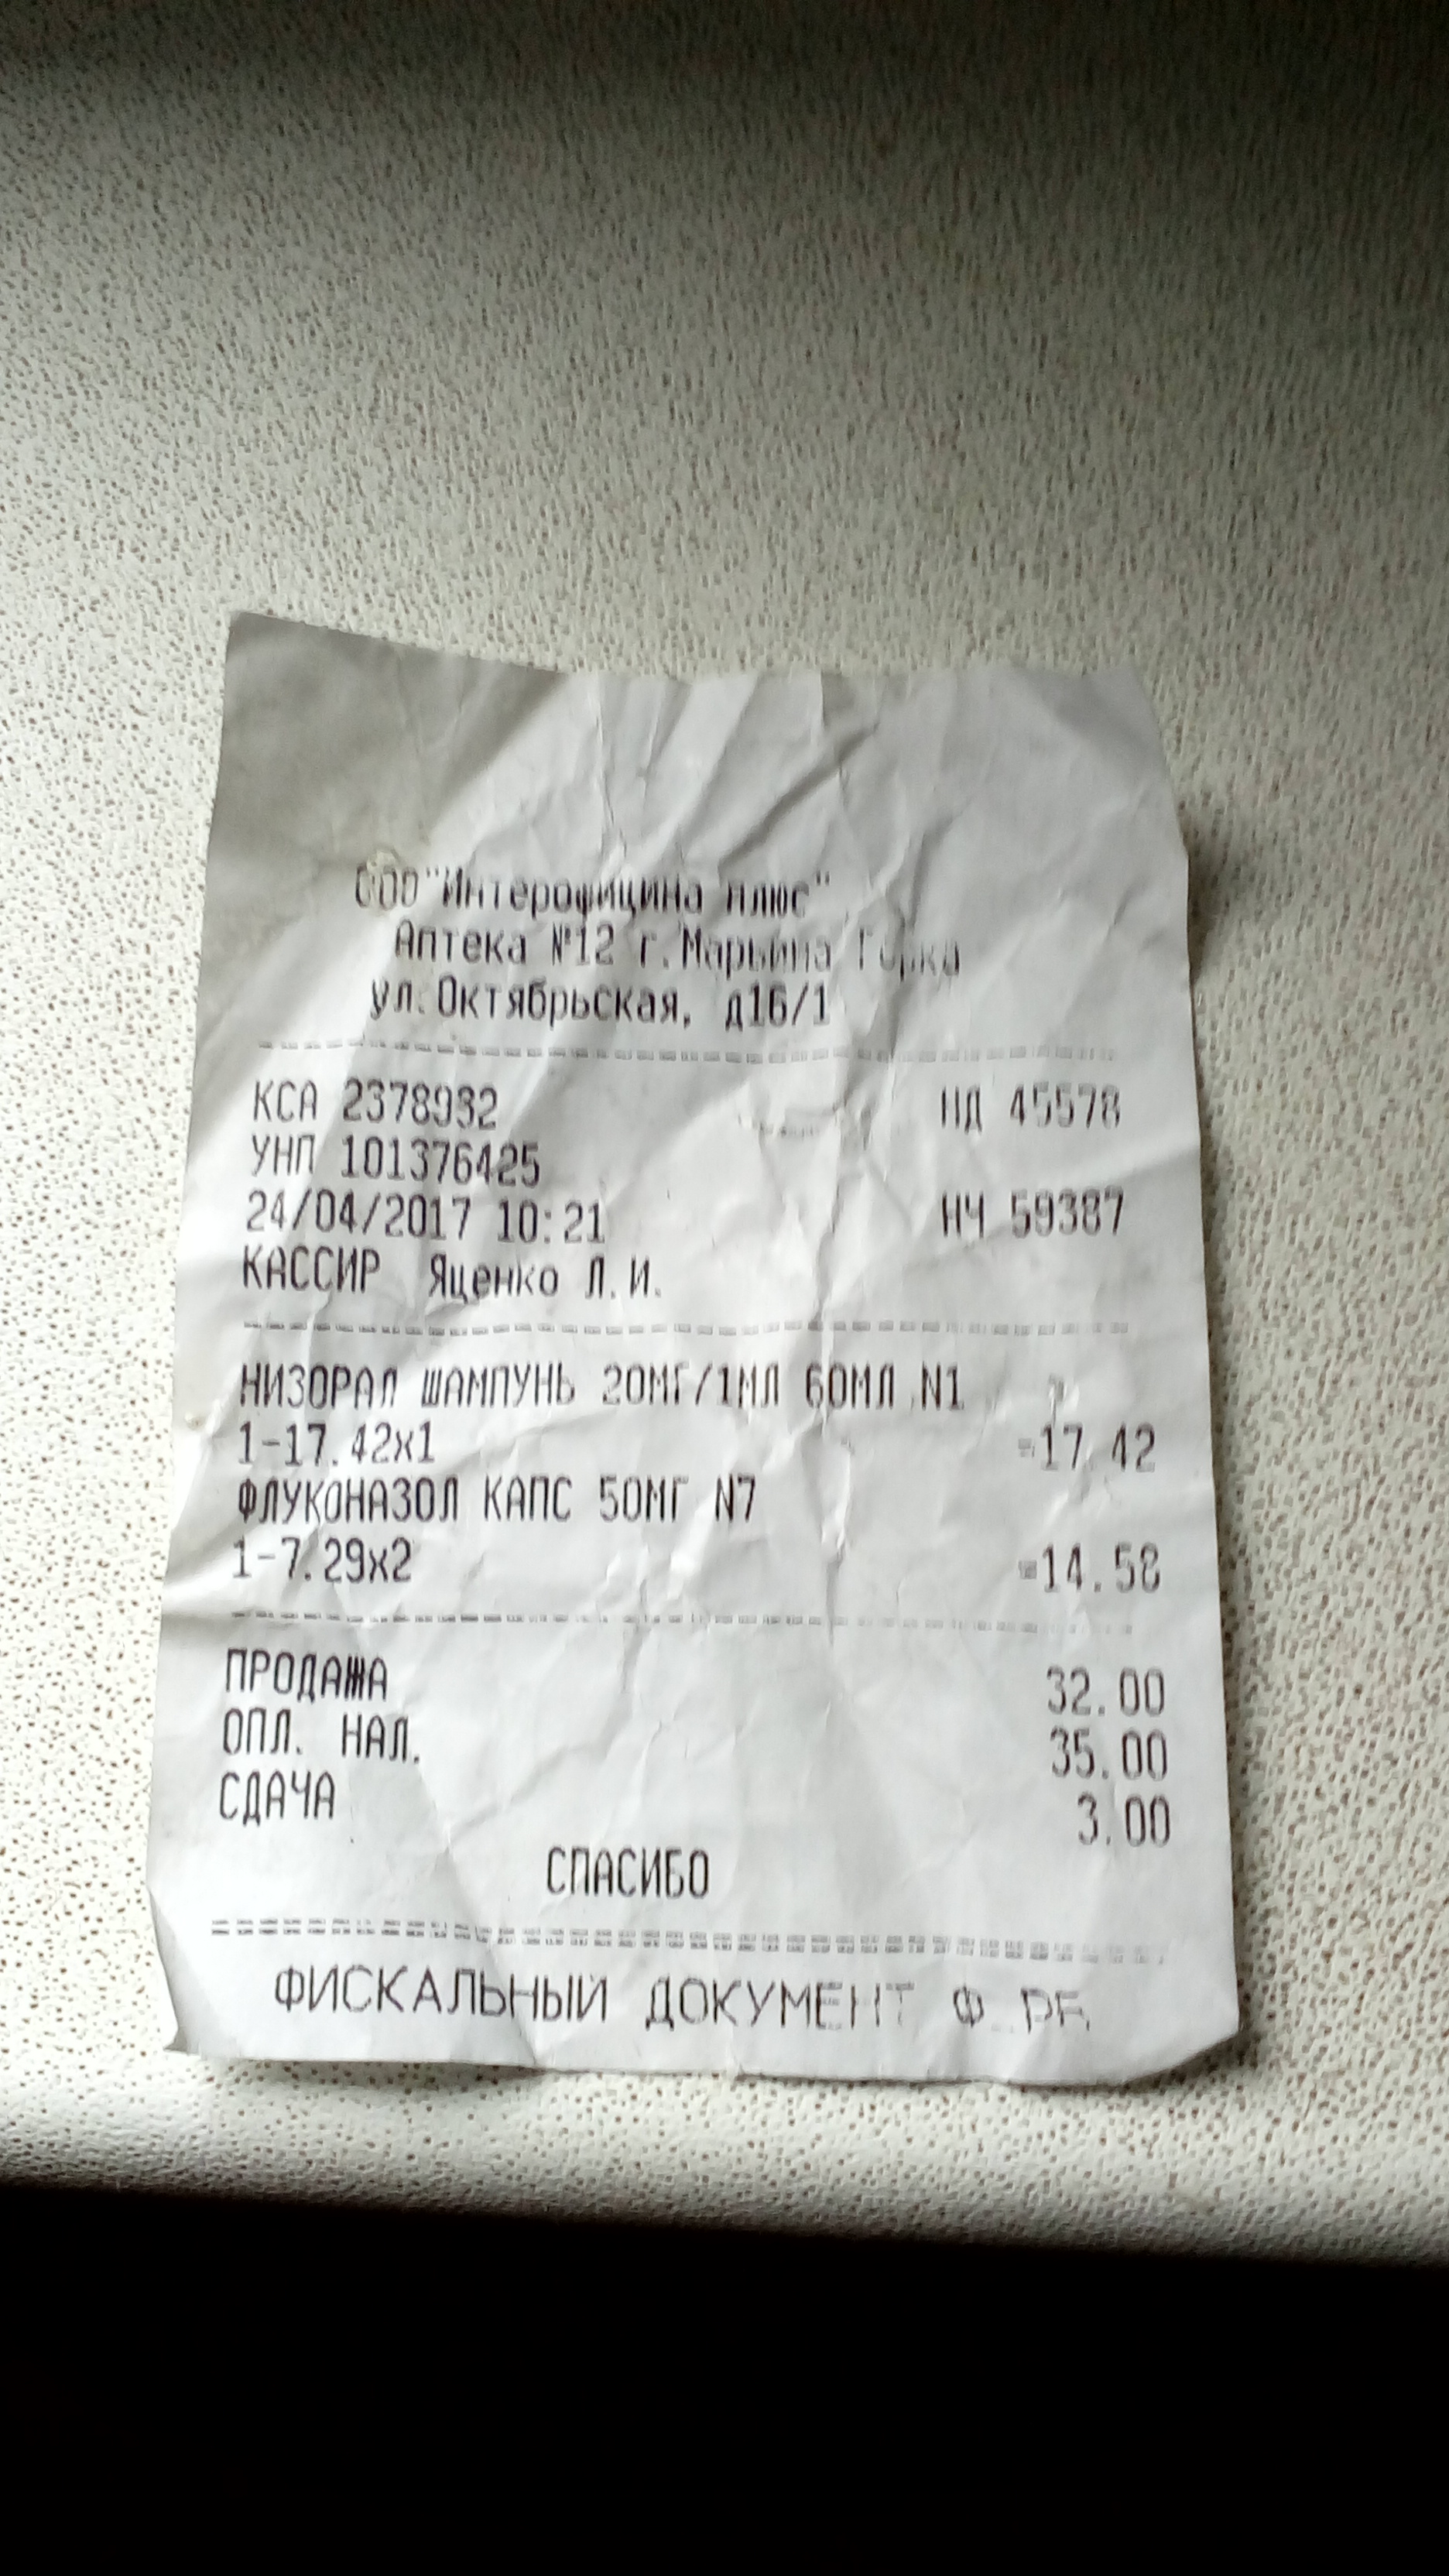 ООО"Интерофицина плюс"
Аптека №12 г.Марьина Горка
ул.Октябрьская, д16/1
КСА 2378932 НД 45578
УНП 101376425
24/04/2017 10:21 НЧ 59387
КАССИР Яценко Л.И.
НИЗОРАЛ ШАМПУНЬ 20МГ/1МЛ 60МЛ N1
1-17.42x1 =17.42
ФЛУКОНАЗОЛ КАПС 50МГ N7
1-7.29x2 =14.58
ПРОДАЖА 32.00
ОПЛ. НАЛ. 35.00
СДАЧА 3.00
СПАСИБО
ФИСКАЛЬНЫЙ ДОКУМЕНТ Ф